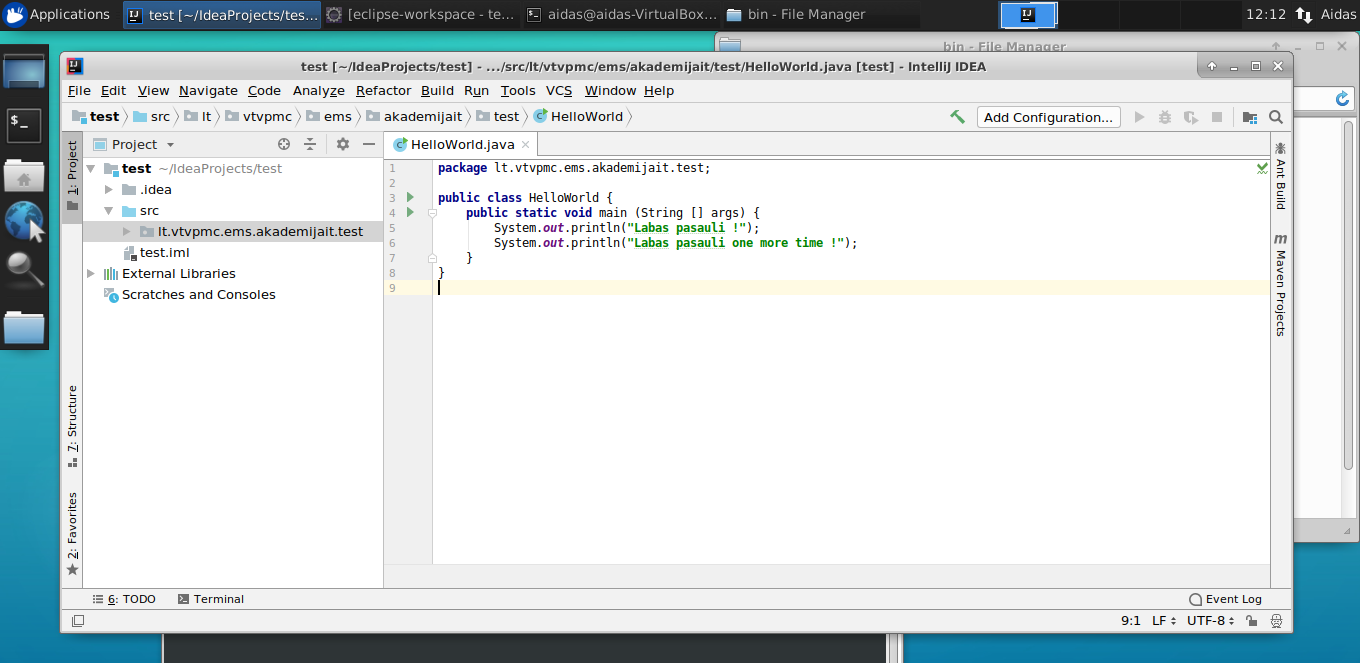 Applications test [~/IdeaProjects/tes... [eclipse-workspace - te... aidas@aidas-VirtualBox... bin - File Manager 12:12 Aidas
bin - File Manager
test [~/IdeaProjects/test] - .../src/lt/vtvpmc/ems/akademijait/test/HelloWorld.java [test] - IntelliJ IDEA
File Edit View Navigate Code Analyze Refactor Build Run Tools VCS Window Help
test src lt vtvpmc ems akademijait test HelloWorld Add Configuration...
Project HelloWorld.java
1: Project
test ~/IdeaProjects/test
.idea
src
lt.vtvpmc.ems.akademijait.test
test.iml
External Libraries
Scratches and Consoles
7: Structure
2: Favorites
1 package lt.vtvpmc.ems.akademijait.test;
2
3 public class HelloWorld {
4 public static void main (String [] args) {
5 System.out.println("Labas pasauli !");
6 System.out.println("Labas pasauli one more time !");
7 }
8 }
9
Ant Build
Maven Projects
6: TODO Terminal Event Log
9:1 LF UTF-8